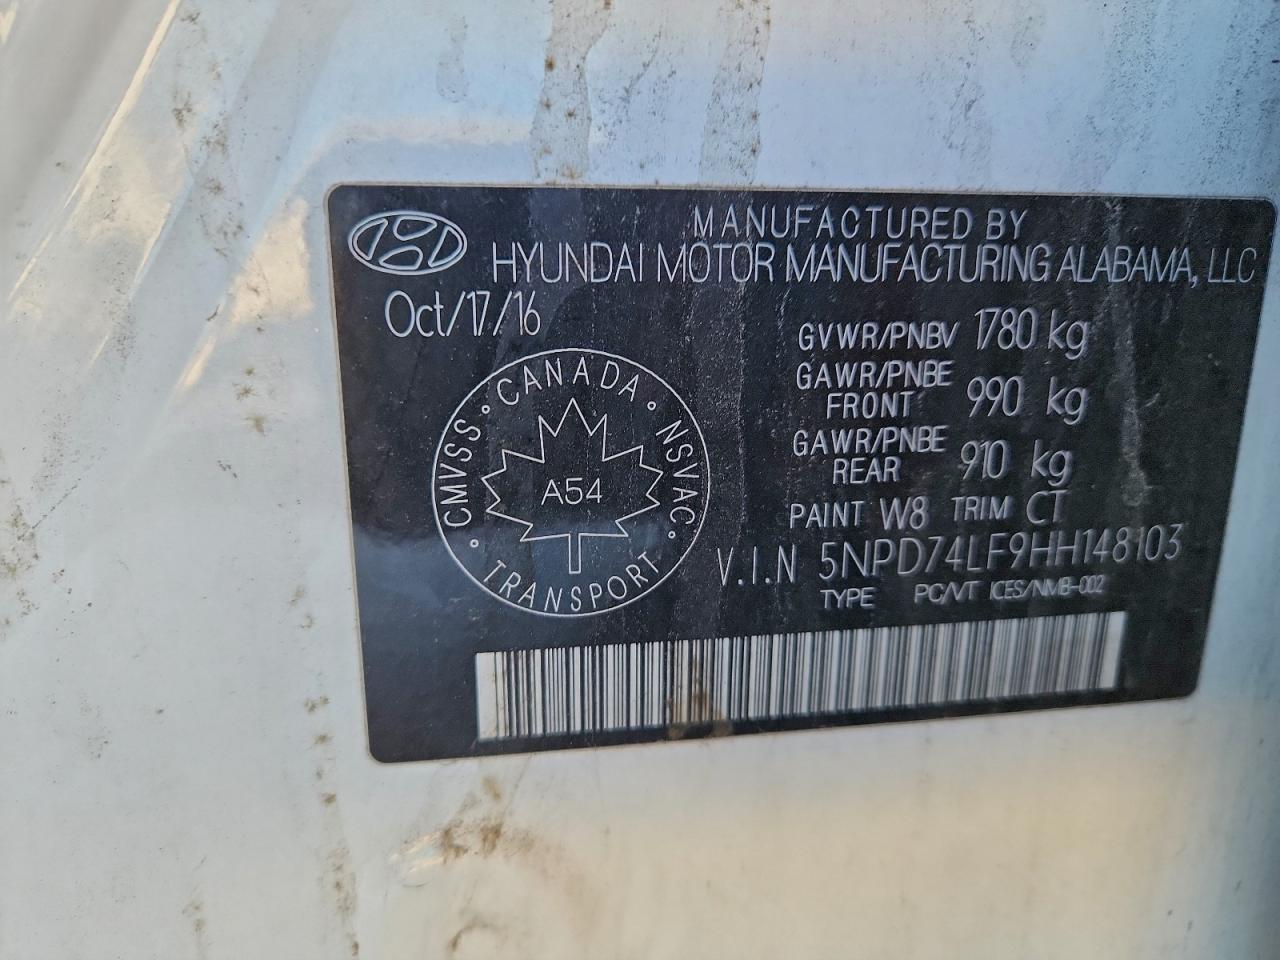 MANUFACTURED BY
HYUNDAI MOTOR MANUFACTURING ALABAMA, LLC
Oct/17/16
GVWR/PNBV 1780 kg
GAWR/PNBE FRONT 990 kg
GAWR/PNBE REAR 910 kg
PAINT W8 TRIM CT
V.I.N 5NPD74LF9HH148103
TYPE PC/VT ICES/NMB-002
CMVSS · CANADA · NSVAC · TRANSPORT ·
A54